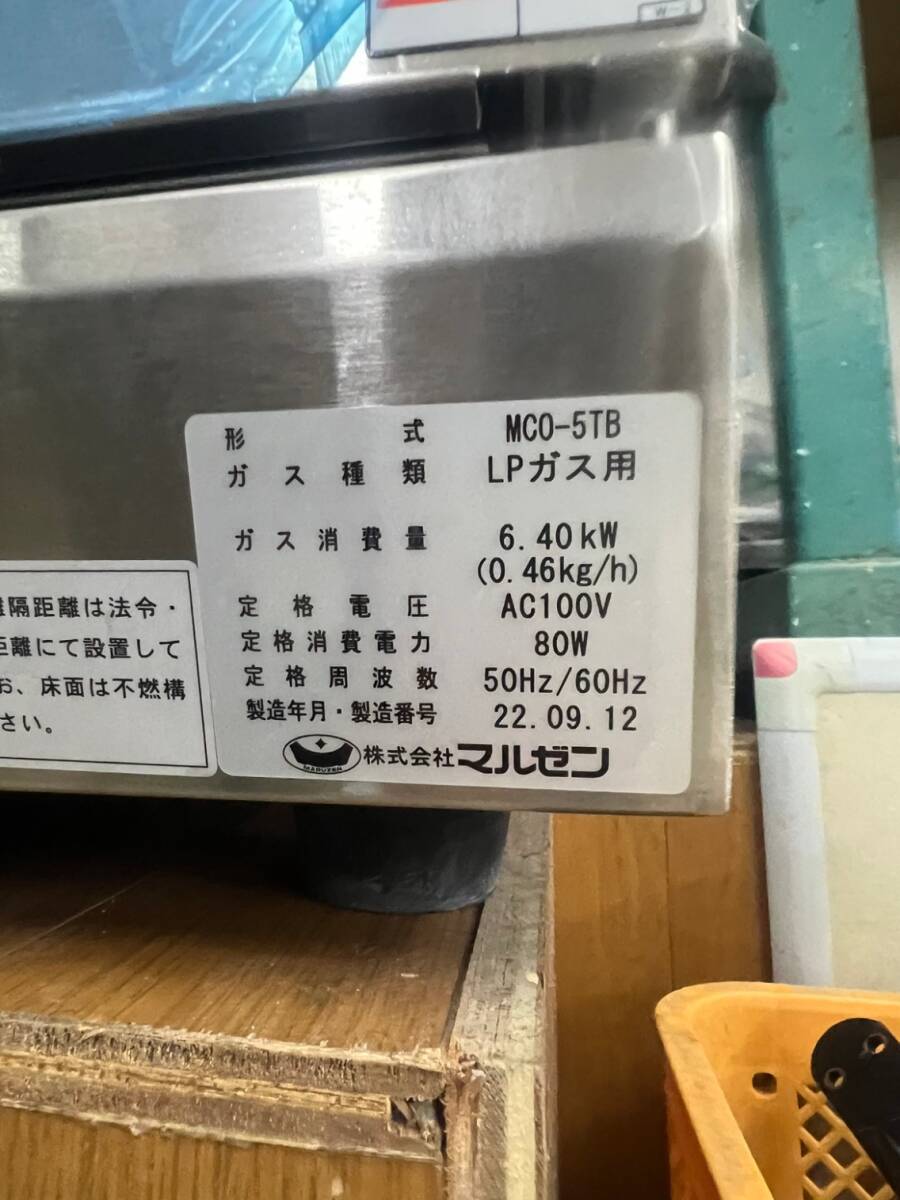 W-2
形式 MCO-5TB
ガス種類 LPガス用
ガス消費量 6.40kW
(0.46kg/h)
定格電圧 AC100V
定格消費電力 80W
定格周波数 50Hz/60Hz
製造年月・製造番号 22.09.12
MARUZEN 株式会社マルゼン
隔距離は法令・
距離にて設置して
お、床面は不燃構
さい。